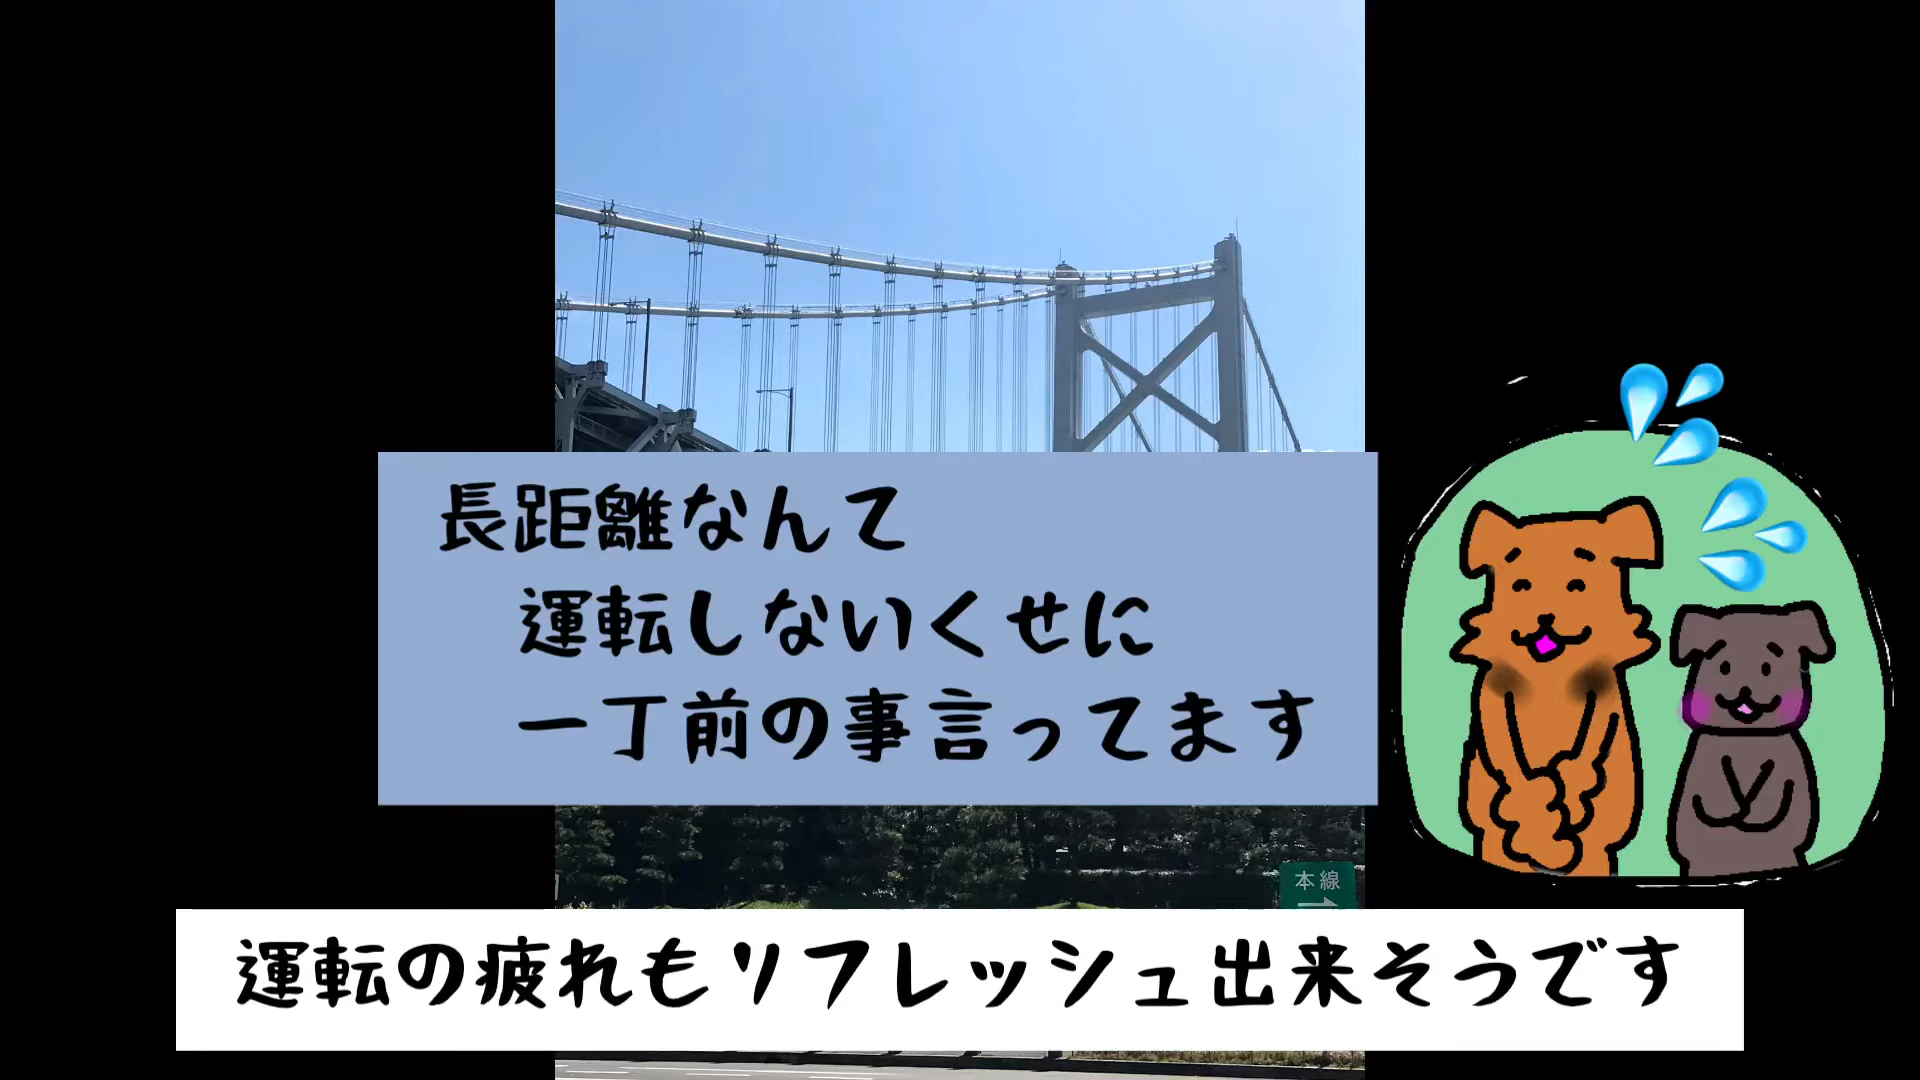 長距離なんて
運転しないくせに
一丁前の事言ってます
本線
運転の疲れもリフレッシュ出来そうです